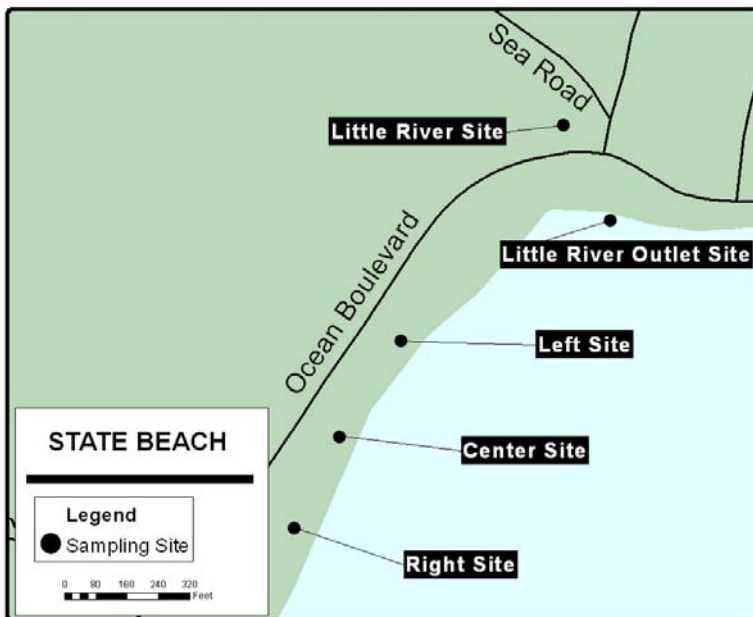 Sea Road
Little River Site
Little River Outlet Site
Ocean Boulevard
Left Site
Center Site
Right Site
STATE BEACH
Legend
Sampling Site
0 80 160 240 320
Feet